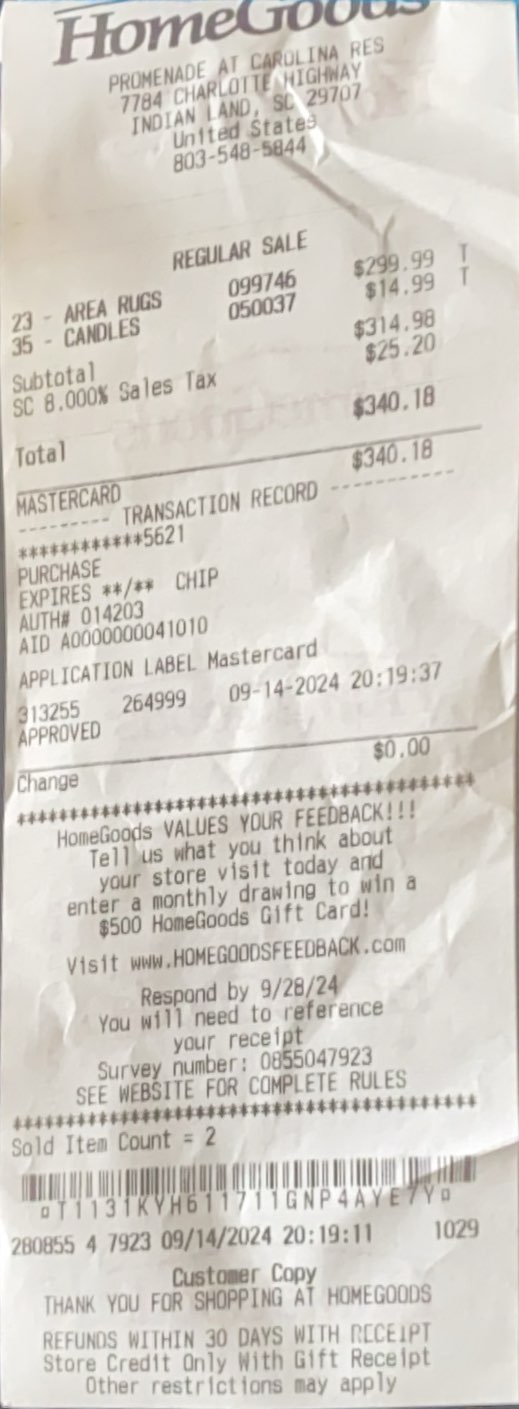 HomeGoods
PROMENADE AT CAROLINA RES
7784 CHARLOTTE HIGHWAY
INDIAN LAND, SC 29707
United States
803-548-5844
REGULAR SALE
23 - AREA RUGS 099746 $299.99 T
35 - CANDLES 050037 $14.99 T
Subtotal $314.98
SC 8.000% Sales Tax $25.20
Total $340.18
MASTERCARD $340.18
--------- TRANSACTION RECORD -----------
************5621
PURCHASE
EXPIRES **/** CHIP
AUTH# 014203
AID A0000000041010
APPLICATION LABEL Mastercard
313255 264999 09-14-2024 20:19:37
APPROVED
Change $0.00
******************************************
HomeGoods VALUES YOUR FEEDBACK!!!
Tell us what you think about
your store visit today and
enter a monthly drawing to win a
$500 HomeGoods Gift Card!
Visit www.HOMEGOODSFEEDBACK.com
Respond by 9/28/24
You will need to reference
your receipt
Survey number: 0855047923
SEE WEBSITE FOR COMPLETE RULES
******************************************
Sold Item Count = 2
¤T1131KYH611711GNP4AYE7Y¤
280855 4 7923 09/14/2024 20:19:11 1029
Customer Copy
THANK YOU FOR SHOPPING AT HOMEGOODS
REFUNDS WITHIN 30 DAYS WITH RECEIPT
Store Credit Only With Gift Receipt
Other restrictions may apply